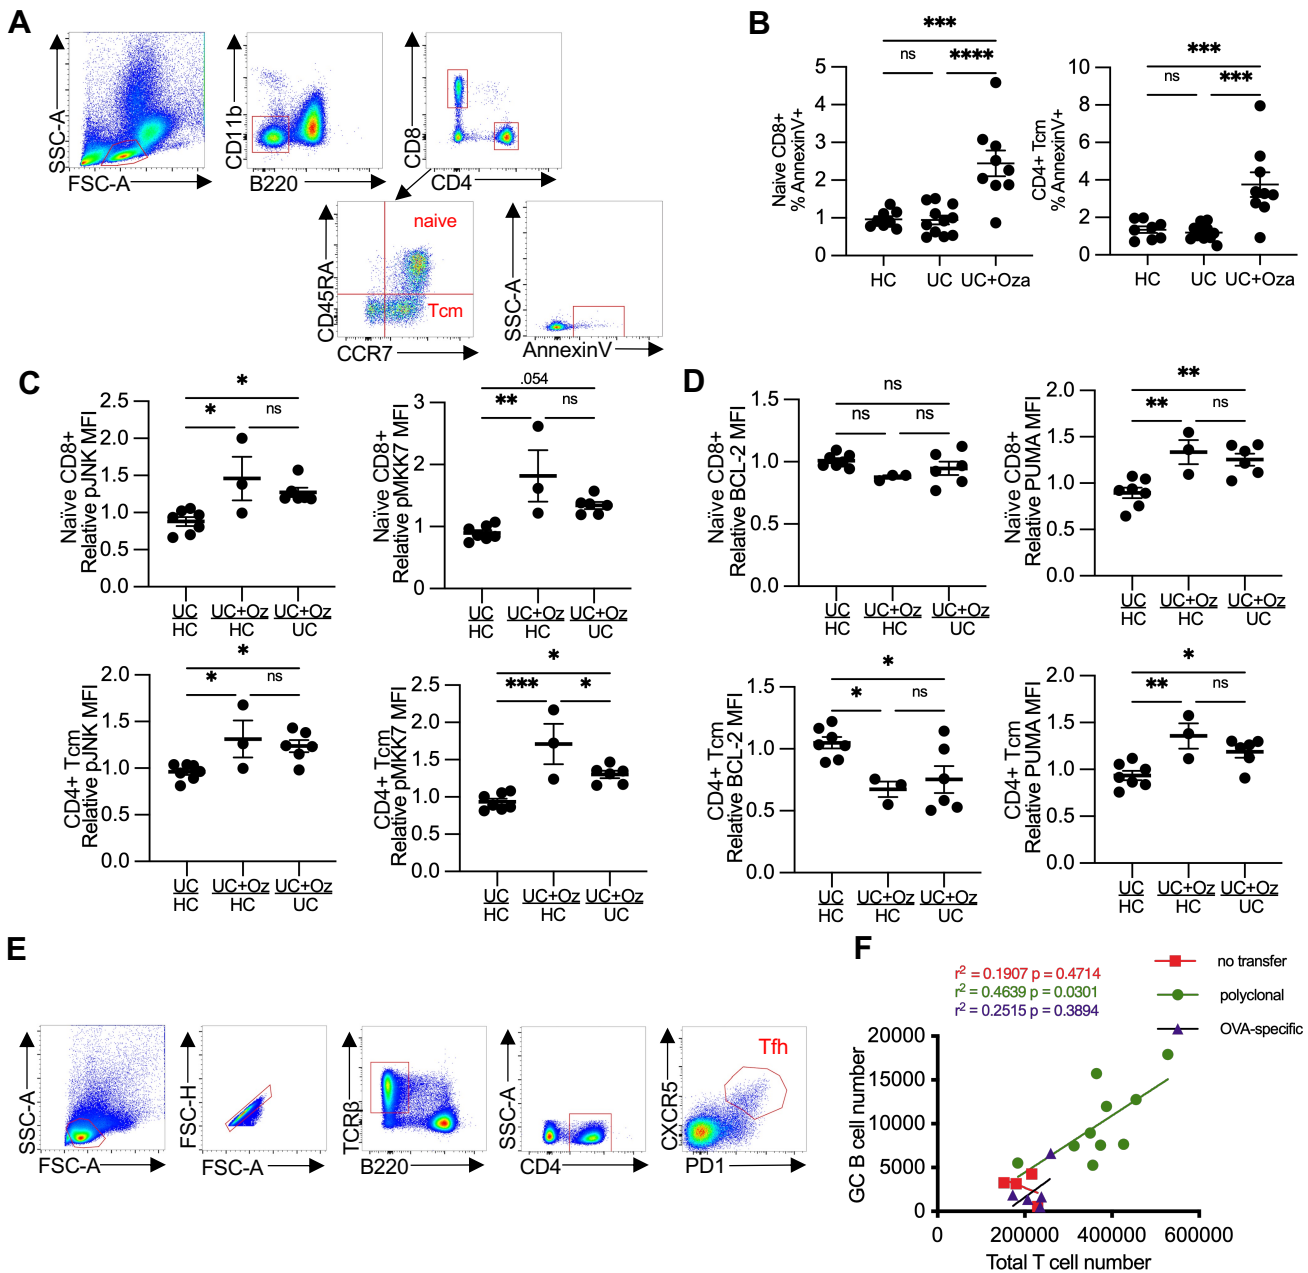 A
SSC-A
FSC-A
CD11b
B220
CD8
CD4
CD45RA
CCR7
naive
Tcm
SSC-A
AnnexinV
B
Naive CD8+
% AnnexinV+
***
ns
****
5
4
3
2
1
0
HC
UC
UC+Oza
CD4+ Tcm
% AnnexinV+
***
ns
***
10
8
6
4
2
0
HC
UC
UC+Oza
C
Naïve CD8+
Relative pJNK MFI
*
*
ns
2.5
2.0
1.5
1.0
0.5
0.0
UC
HC
UC+Oz
HC
UC+Oz
UC
Naïve CD8+
Relative pMKK7 MFI
.054
**
ns
3
2
1
0
UC
HC
UC+Oz
HC
UC+Oz
UC
CD4+ Tcm
Relative pJNK MFI
*
*
ns
2.0
1.5
1.0
0.5
0.0
UC
HC
UC+Oz
HC
UC+Oz
UC
CD4+ Tcm
Relative pMKK7 MFI
*
***
*
2.5
2.0
1.5
1.0
0.5
0.0
UC
HC
UC+Oz
HC
UC+Oz
UC
D
Naïve CD8+
Relative BCL-2 MFI
ns
ns
ns
1.5
1.0
0.5
0.0
UC
HC
UC+Oz
HC
UC+Oz
UC
Naïve CD8+
Relative PUMA MFI
**
**
ns
2.0
1.5
1.0
0.5
0.0
UC
HC
UC+Oz
HC
UC+Oz
UC
CD4+ Tcm
Relative BCL-2 MFI
*
*
ns
1.5
1.0
0.5
0.0
UC
HC
UC+Oz
HC
UC+Oz
UC
CD4+ Tcm
Relative PUMA MFI
*
**
ns
2.0
1.5
1.0
0.5
0.0
UC
HC
UC+Oz
HC
UC+Oz
UC
E
SSC-A
FSC-A
FSC-H
FSC-A
TCRβ
B220
SSC-A
CD4
CXCR5
PD1
Tfh
F
r² = 0.1907 p = 0.4714
r² = 0.4639 p = 0.0301
r² = 0.2515 p = 0.3894
no transfer
polyclonal
OVA-specific
GC B cell number
20000
15000
10000
5000
0
0
200000
400000
600000
Total T cell number